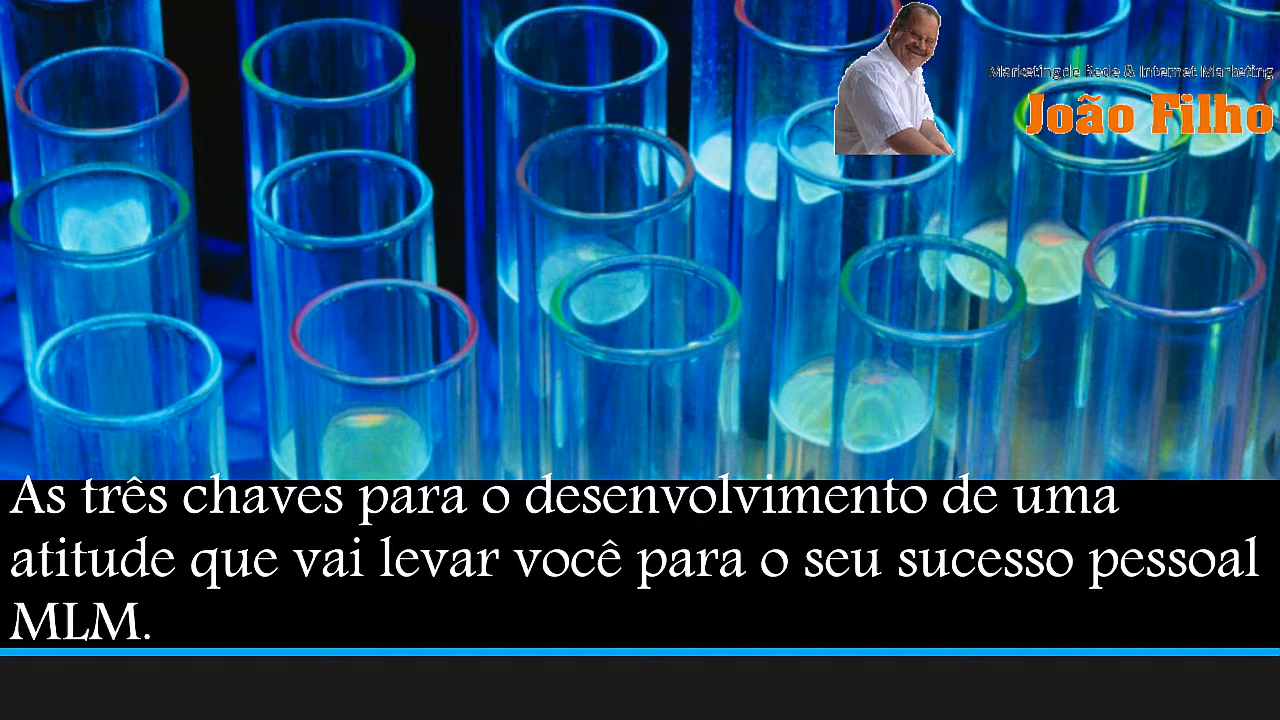 Marketing de Rede & Internet Marketing
João Filho
As três chaves para o desenvolvimento de uma
atitude que vai levar você para o seu sucesso pessoal
MLM.